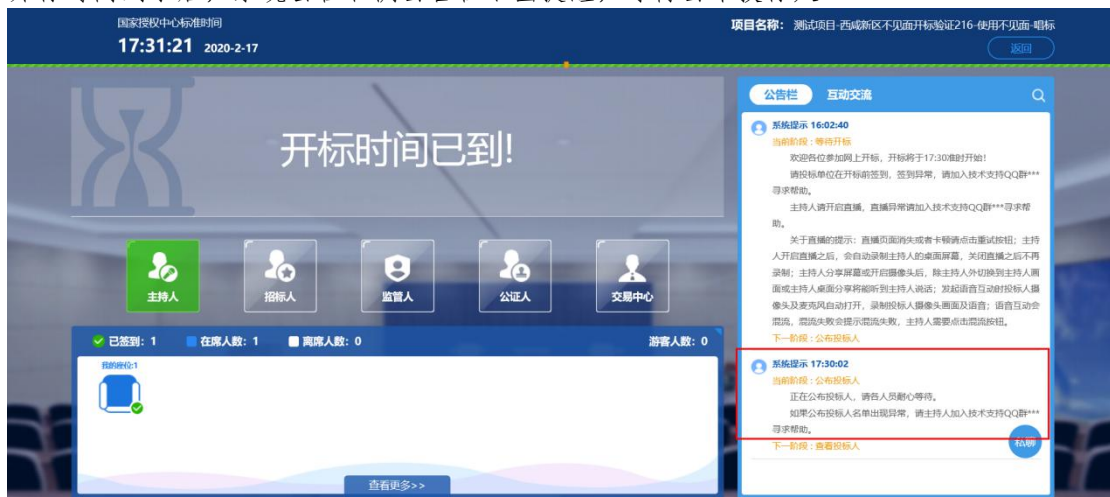 国家授权中心标准时间
17:31:21 2020-2-17
项目名称: 测试项目-西咸新区不见面开标验证216-使用不见面-唱标
返回
开标时间已到!
主持人
招标人
监管人
公证人
交易中心
已签到: 1 在席人数: 1 离席人数: 0 游客人数: 0
我的座位:1
查看更多>>
公告栏 互动交流
系统提示 16:02:40
当前阶段 : 等待开标
欢迎各位参加网上开标, 开标将于17:30准时开始!
请投标单位在开标前签到, 签到异常, 请加入技术支持QQ群***
寻求帮助。
主持人请开启直播, 直播异常请加入技术支持QQ群***寻求帮
助。
关于直播的提示: 直播页面消失或者卡顿请点击重试按钮; 主持
人开启直播之后, 会自动录制主持人的桌面屏幕, 关闭直播之后不再
录制; 主持人分享屏幕或开启摄像头后, 除主持人外切换到主持人画
面或主持人桌面分享将能听到主持人说话; 发起语音互动时投标人摄
像头及麦克风自动打开, 录制投标人摄像头画面及语音; 语音互动会
混流, 混流失败会提示混流失败, 主持人需要点击混流按钮。
下一阶段 : 公布投标人
系统提示 17:30:02
当前阶段 : 公布投标人
正在公布投标人, 请各人员耐心等待。
如果公布投标人名单出现异常, 请主持人加入技术支持QQ群***
寻求帮助。
下一阶段 : 查看投标人
私聊